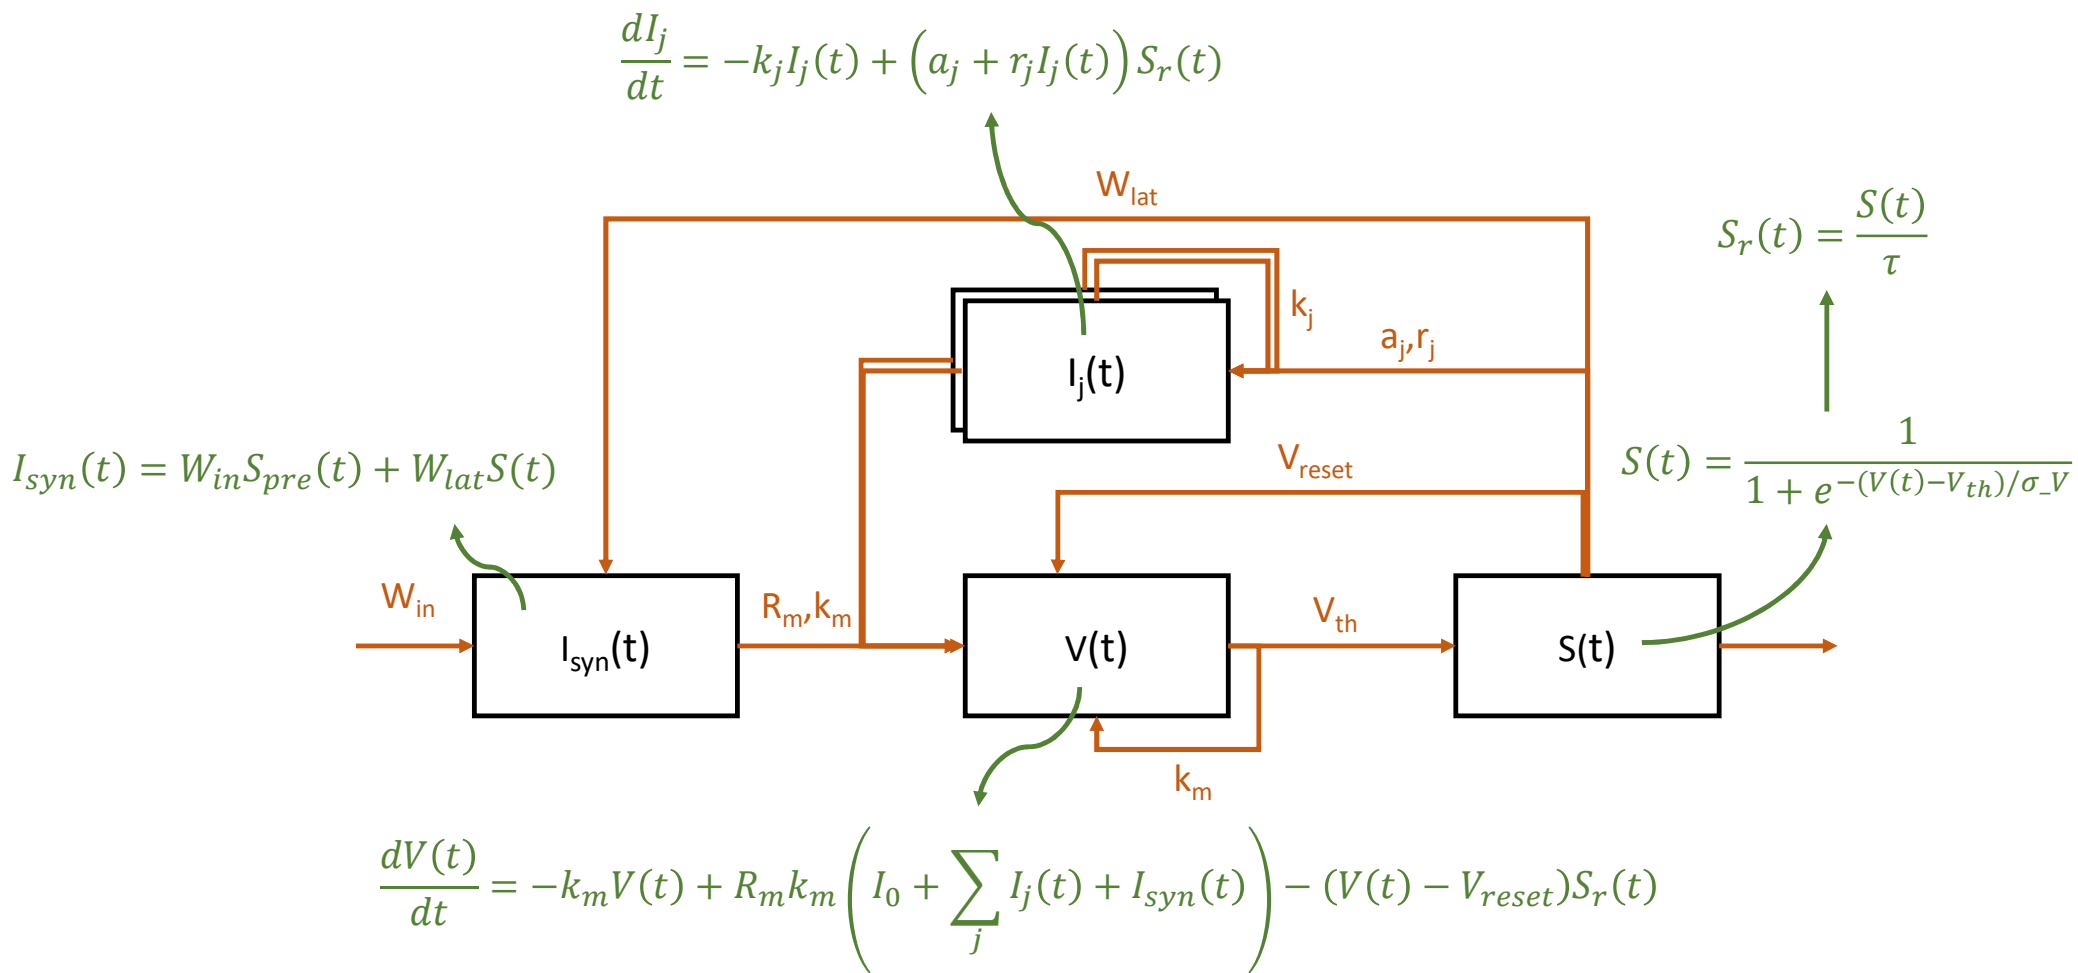 dI_j/dt = −k_j I_j(t) + (a_j + r_j I_j(t)) S_r(t)
W_lat
S_r(t) = S(t)/τ
k_j
a_j,r_j
I_j(t)
V_reset
I_syn(t) = W_in S_pre(t) + W_lat S(t)
S(t) = 1/(1 + e^{−(V(t)−V_th)/σ_V})
W_in
R_m,k_m
V_th
I_syn(t)
V(t)
S(t)
k_m
dV(t)/dt = −k_m V(t) + R_m k_m (I_0 + ∑_j I_j(t) + I_syn(t)) − (V(t) − V_reset)S_r(t)